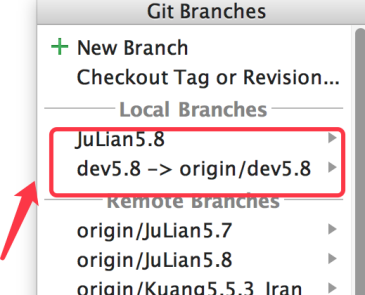 Git Branches
+ New Branch
Checkout Tag or Revision...
Local Branches
JuLian5.8
dev5.8 -> origin/dev5.8
Remote Branches
origin/JuLian5.7
origin/JuLian5.8
origin/Kuang5.5.3_Iran